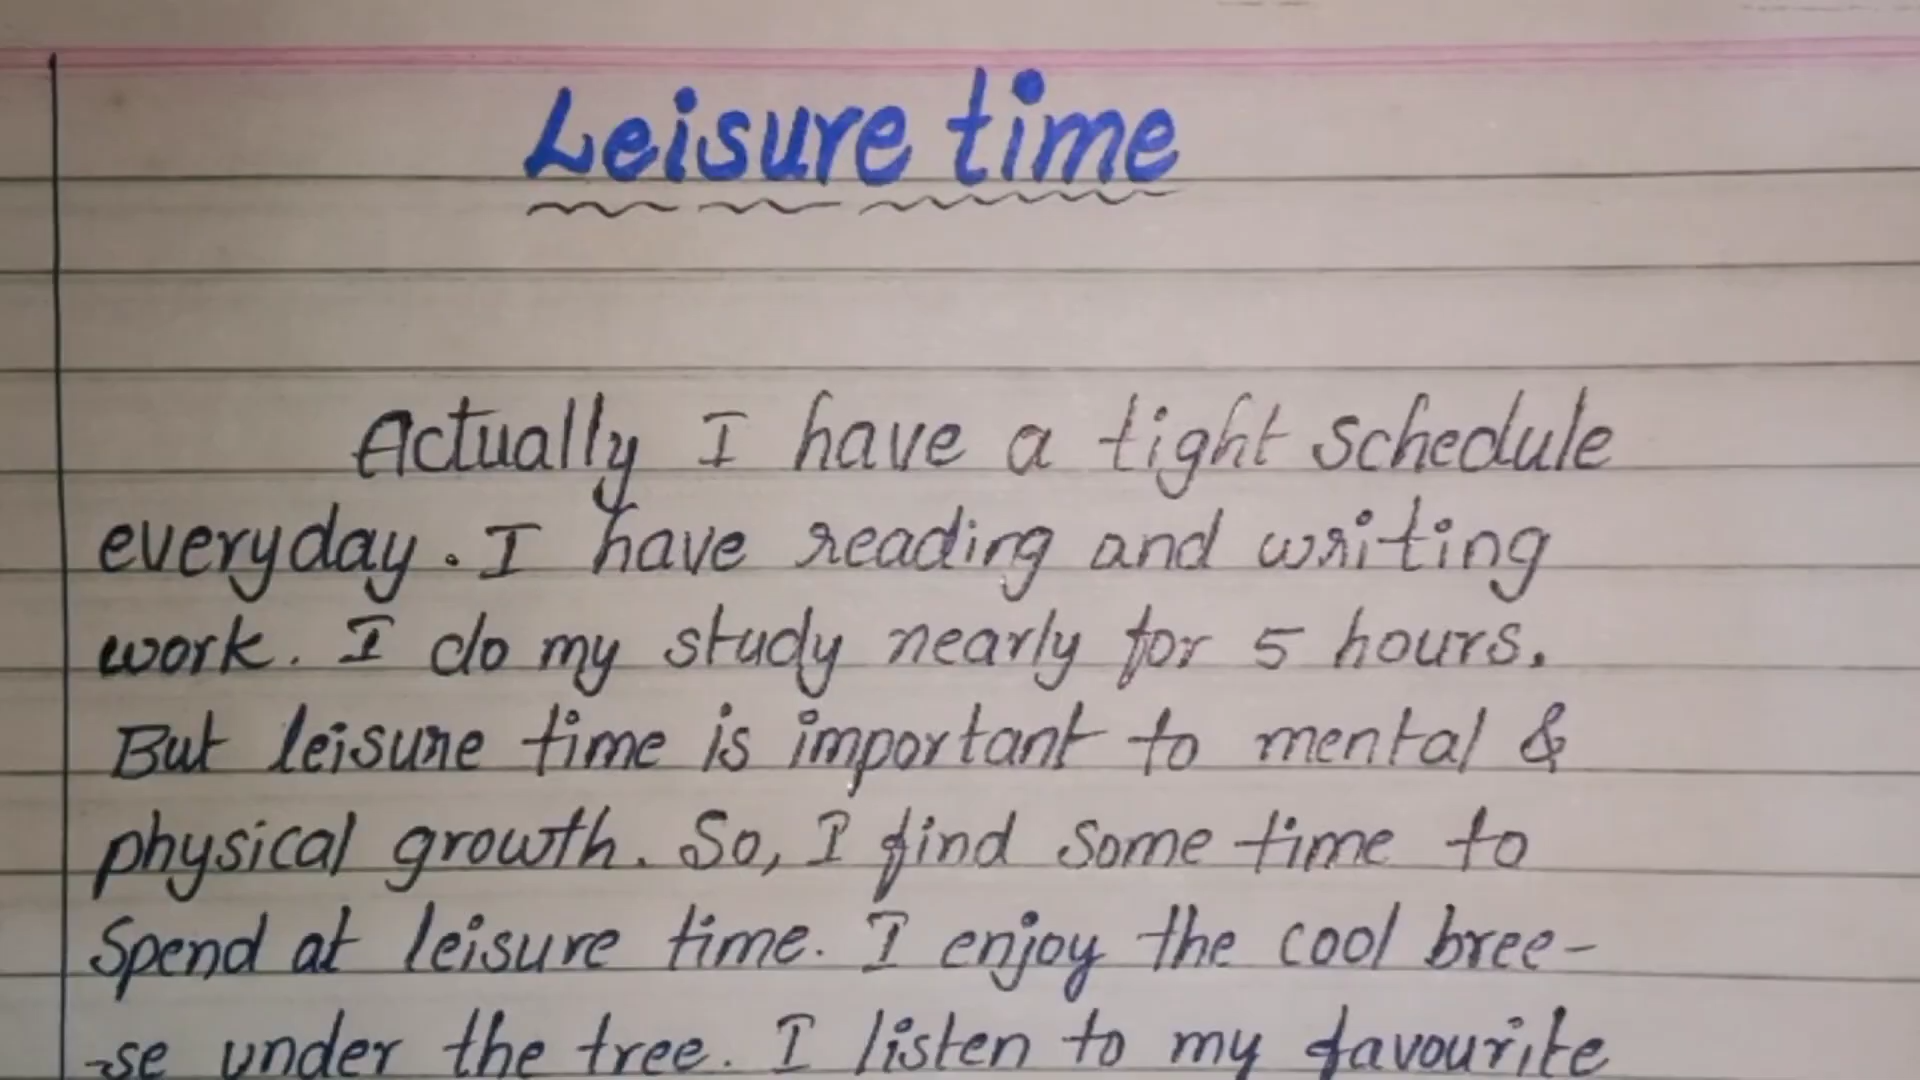 Leisure time
Actually I have a tight schedule
everyday. I have reading and writing
work. I do my study nearly for 5 hours.
But leisure time is important to mental &
physical growth. So, I find some time to
Spend at leisure time. I enjoy the cool bree-
-se under the tree. I listen to my favourite